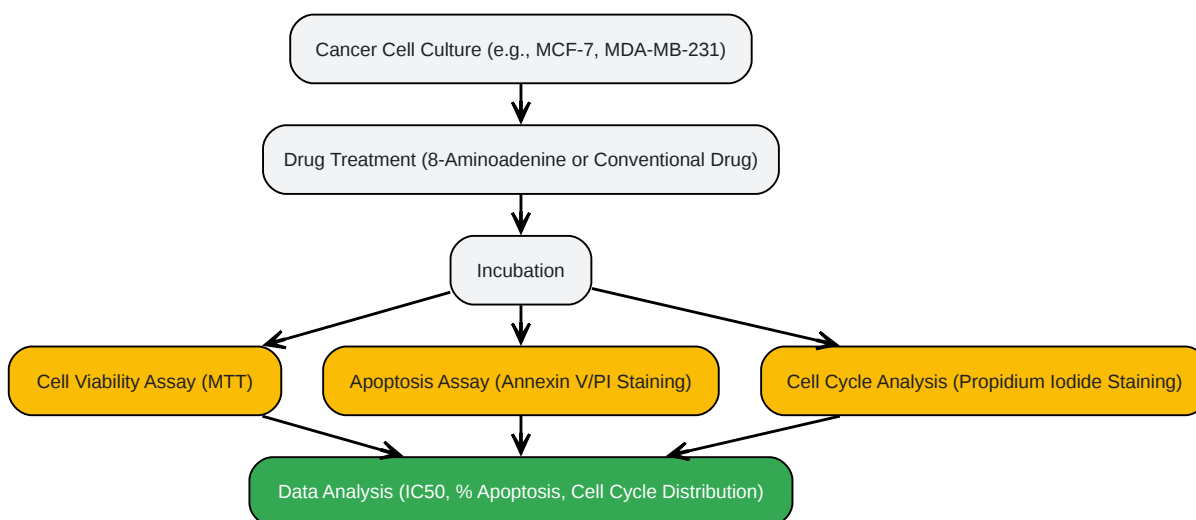 Cancer Cell Culture (e.g., MCF-7, MDA-MB-231)
Drug Treatment (8-Aminoadenine or Conventional Drug)
Incubation
Cell Viability Assay (MTT)
Apoptosis Assay (Annexin V/PI Staining)
Cell Cycle Analysis (Propidium Iodide Staining)
Data Analysis (IC50, % Apoptosis, Cell Cycle Distribution)